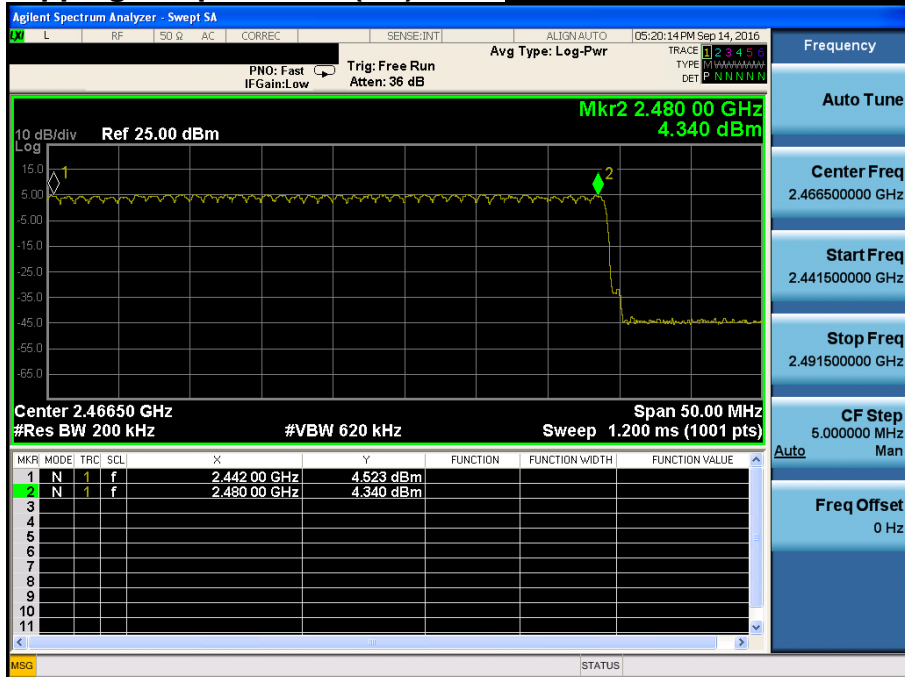 Agilent Spectrum Analyzer - Swept SA
LXI L RF 50 Ω AC CORREC SENSE:INT ALIGN AUTO 05:20:14 PM Sep 14, 2016
PNO: Fast
IFGain:Low
Trig: Free Run
Atten: 36 dB
Avg Type: Log-Pwr
TRACE 1 2 3 4 5 6
TYPE M WWWWW
DET P N N N N N
Mkr2 2.480 00 GHz
4.340 dBm
10 dB/div Ref 25.00 dBm
Log
15.0
5.00
-5.00
-15.0
-25.0
-35.0
-45.0
-55.0
-65.0
1
2
Center 2.46650 GHz Span 50.00 MHz
#Res BW 200 kHz #VBW 620 kHz Sweep 1.200 ms (1001 pts)
MKR MODE TRC SCL X Y FUNCTION FUNCTION WIDTH FUNCTION VALUE
1 N 1 f 2.442 00 GHz 4.523 dBm
2 N 1 f 2.480 00 GHz 4.340 dBm
3
4
5
6
7
8
9
10
11
MSG STATUS
Frequency
Auto Tune
Center Freq
2.466500000 GHz
Start Freq
2.441500000 GHz
Stop Freq
2.491500000 GHz
CF Step
5.000000 MHz
Auto Man
Freq Offset
0 Hz